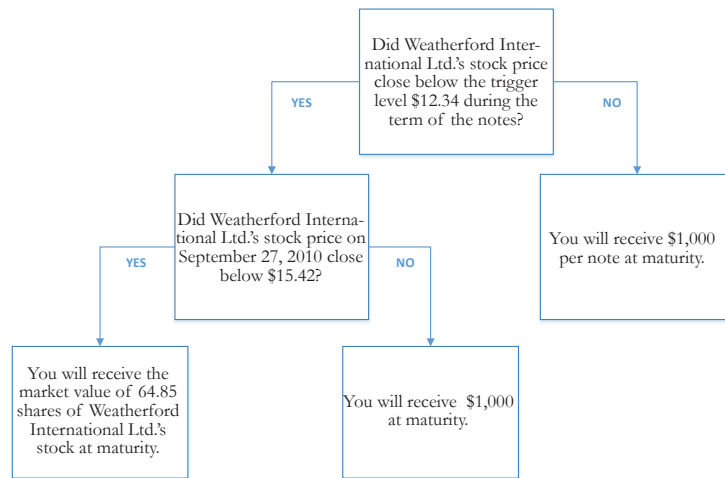 Did Weatherford Inter-
national Ltd.'s stock price
close below the trigger
level $12.34 during the
term of the notes?
YES
NO
Did Weatherford Interna-
tional Ltd.'s stock price on
September 27, 2010 close
below $15.42?
You will receive $1,000
per note at maturity.
YES
NO
You will receive the
market value of 64.85
shares of Weatherford
International Ltd.'s
stock at maturity.
You will receive $1,000
at maturity.